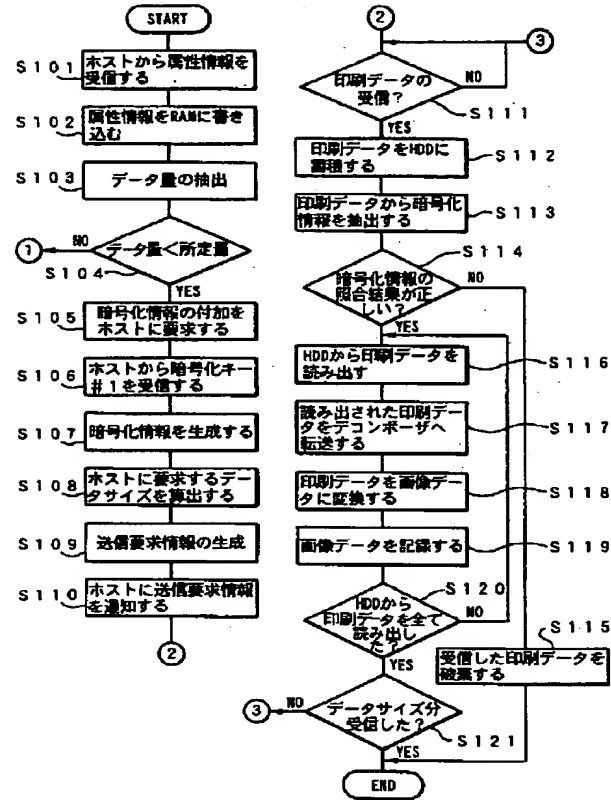 START
S101
ホストから属性情報を
受信する
S102
属性情報をRAMに書き
込む
S103
データ量の抽出
データ量<所定量
NO
①
S104
YES
S105
暗号化情報の付加を
ホストに要求する
S106
ホストから暗号化キー
#1を受信する
S107
暗号化情報を生成する
S108
ホストに要求するデー
タサイズを算出する
S109
送信要求情報の生成
S110
ホストに送信要求情報
を通知する
②
②
③
印刷データの
受信?
NO
S111
YES
印刷データをHDDに
蓄積する
S112
印刷データから暗号化
情報を抽出する
S113
S114
暗号化情報の
照合結果が正
しい?
NO
YES
HDDから印刷データを
読み出す
S116
読み出された印刷デー
タをデコンポーザへ
転送する
S117
印刷データを画像デー
タに変換する
S118
画像データを記録する
S119
S120
HDDから
印刷データを全て
読み出し
た?
NO
YES
S115
受信した印刷データを
破棄する
データサイズ分
受信した?
NO
③
S121
YES
END